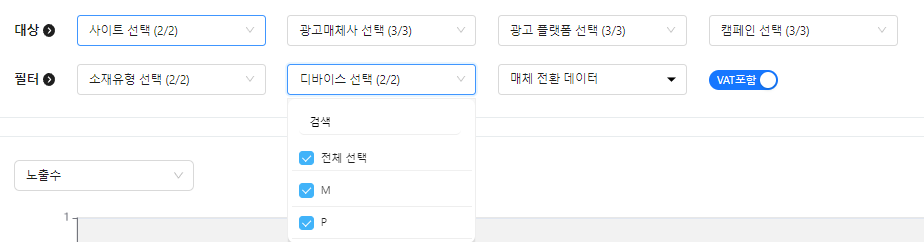 대상 사이트 선택 (2/2) 광고매체사 선택 (3/3) 광고 플랫폼 선택 (3/3) 캠페인 선택 (3/3)
필터 소재유형 선택 (2/2) 디바이스 선택 (2/2) 매체 전환 데이터 VAT포함
검색
전체 선택
노출수
M
1
P